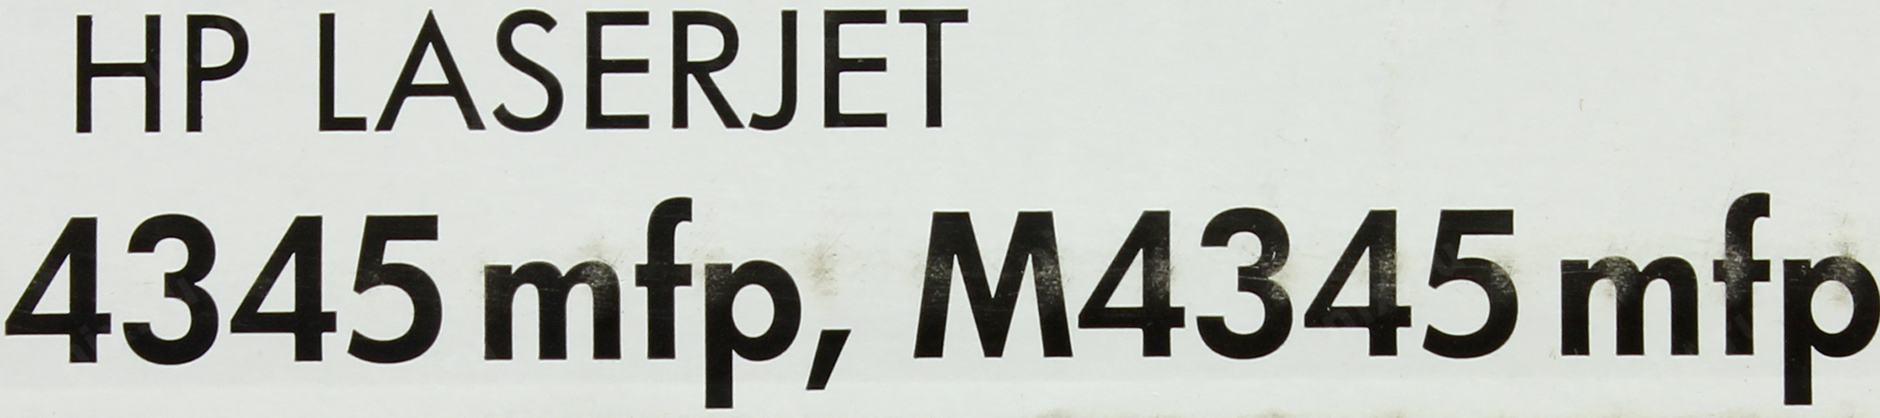 HP LASERJET
4345 mfp, M4345 mfp